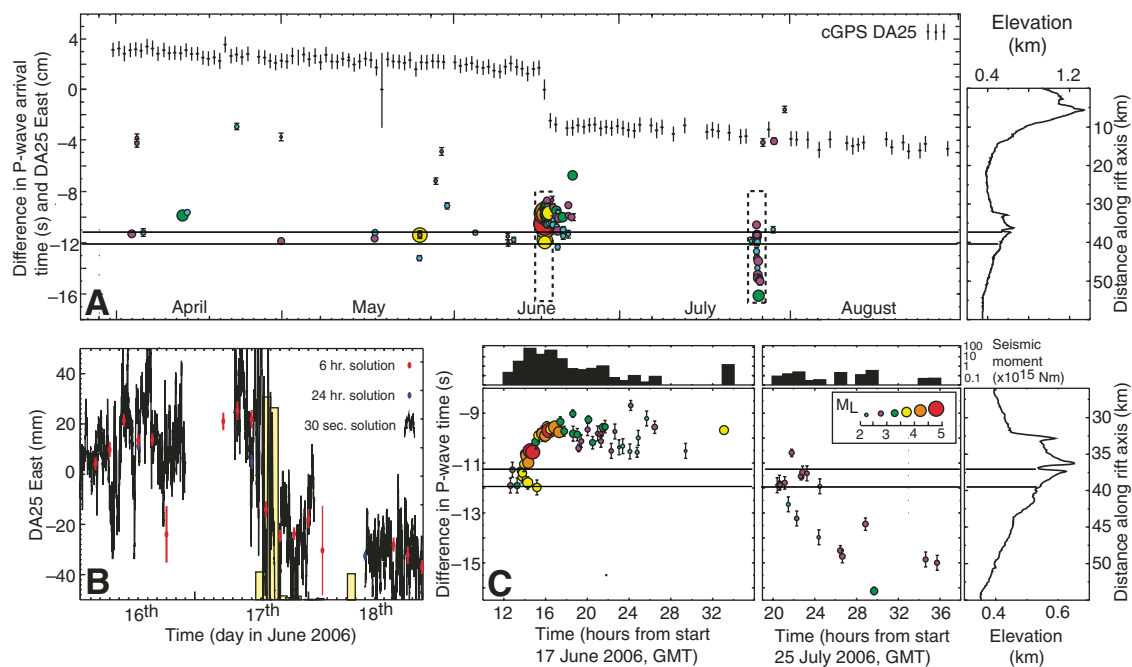 cGPS DA25
Elevation
(km)
0.4 1.2
4
0
−4
−8
−12
−16
Difference in P-wave arrival
time (s) and DA25 East (cm)
A
April May June July August
10
20
30
40
50
Distance along rift axis (km)
40
20
0
−20
−40
DA25 East (mm)
6 hr. solution
24 hr. solution
30 sec. solution
B
16th 17th 18th
Time (day in June 2006)
Difference in P-wave time (s)
−9
−11
−13
−15
C
12 16 20 24 28 32
Time (hours from start
17 June 2006, GMT)
100
10
1
0.1
Seismic
moment
(x10¹⁵ Nm)
ML
2 3 4 5
20 24 28 32 36
Time (hours from start
25 July 2006, GMT)
30
35
40
45
50
Distance along rift axis (km)
0.4 0.6
Elevation
(km)